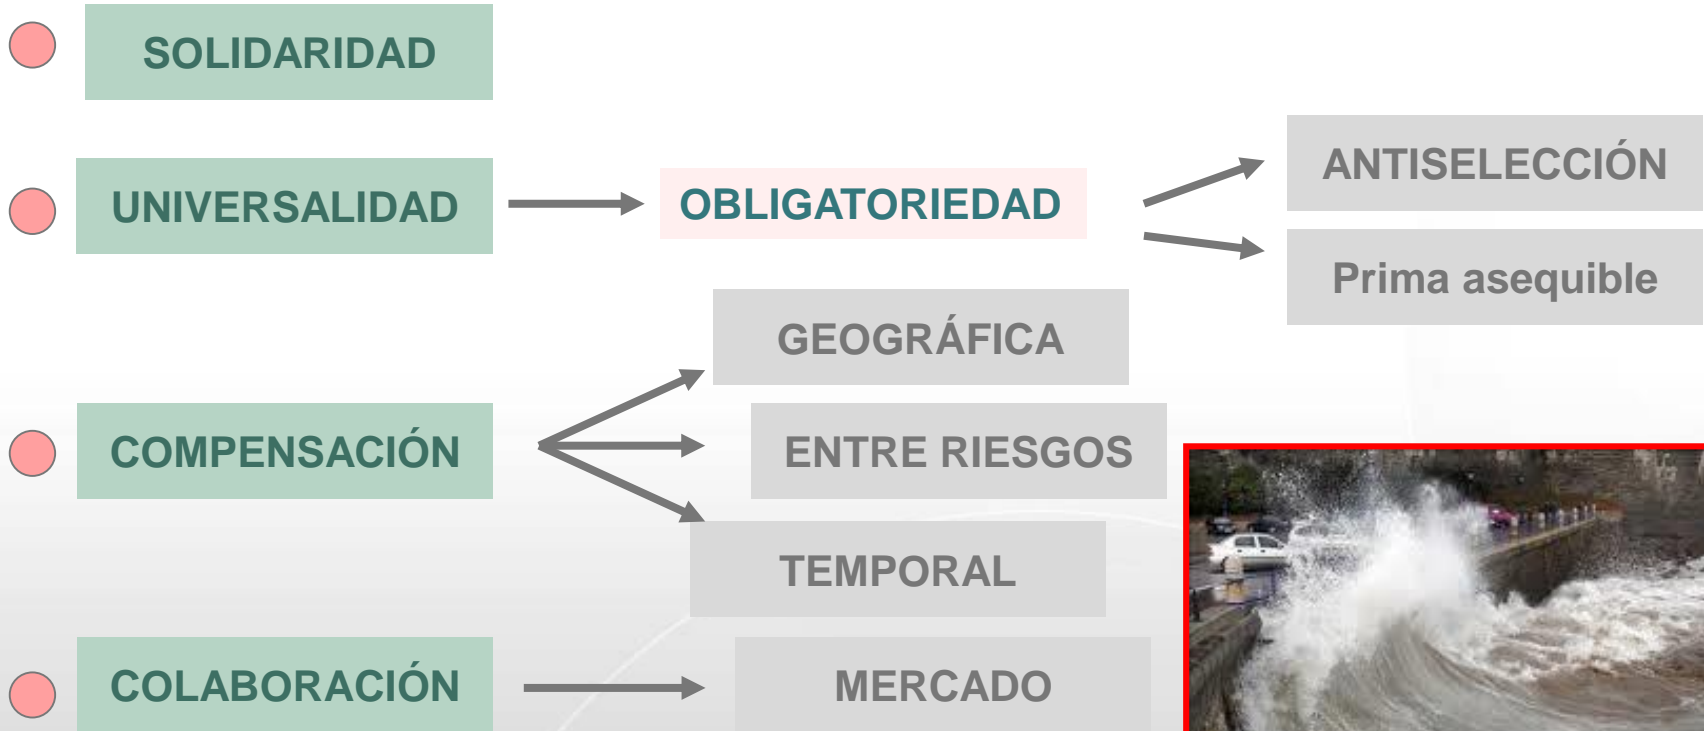 SOLIDARIDAD
UNIVERSALIDAD
OBLIGATORIEDAD
ANTISELECCIÓN
Prima asequible
COMPENSACIÓN
GEOGRÁFICA
ENTRE RIESGOS
TEMPORAL
COLABORACIÓN
MERCADO